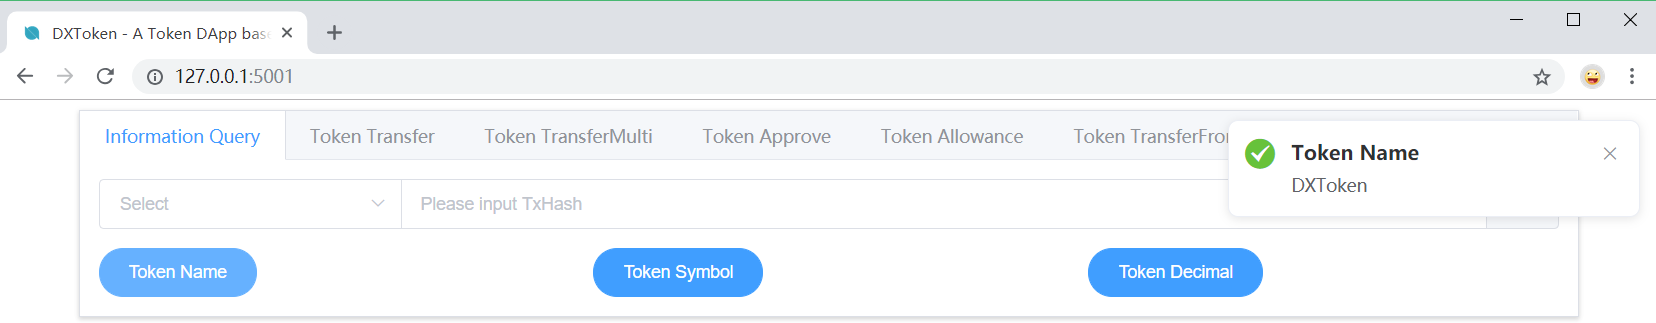 DXToken - A Token DApp bas
127.0.0.1:5001
Information Query
Token Transfer
Token TransferMulti
Token Approve
Token Allowance
Token TransferFro
Token Name
DXToken
Select
Please input TxHash
Token Name
Token Symbol
Token Decimal